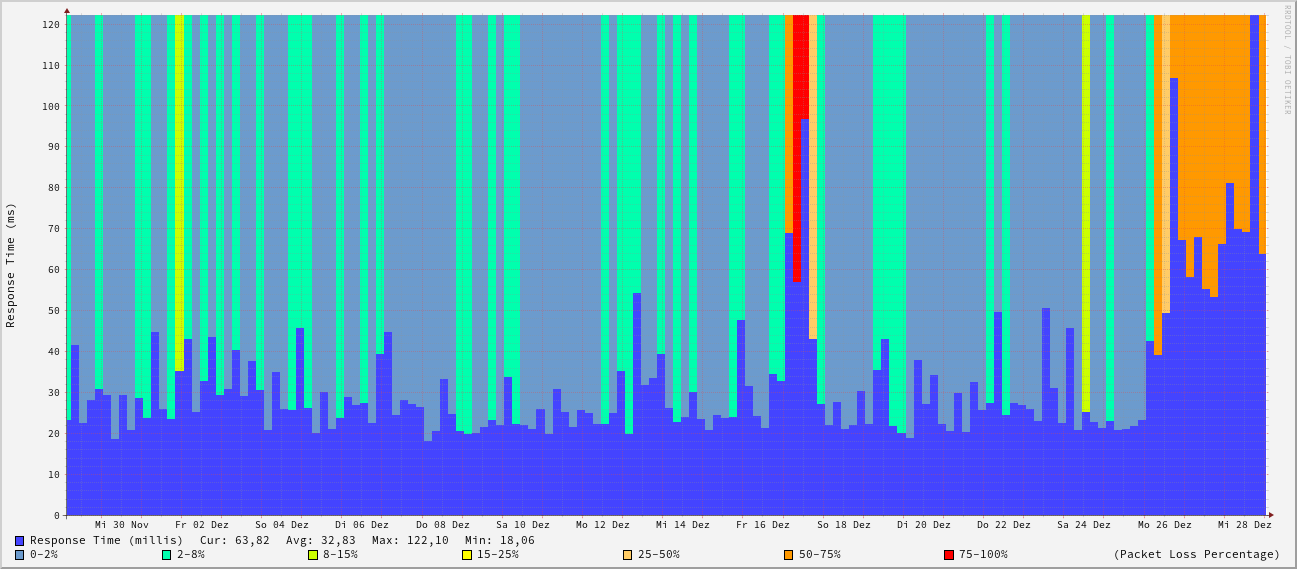 RRDTOOL / TOBI OETIKER
Response Time (ms)
120
110
100
90
80
70
60
50
40
30
20
10
0
Mi 30 Nov Fr 02 Dez So 04 Dez Di 06 Dez Do 08 Dez Sa 10 Dez Mo 12 Dez Mi 14 Dez Fr 16 Dez So 18 Dez Di 20 Dez Do 22 Dez Sa 24 Dez Mo 26 Dez Mi 28 Dez
Response Time (millis) Cur: 63,82 Avg: 32,83 Max: 122,10 Min: 18,06
0-2% 2-8% 8-15% 15-25% 25-50% 50-75% 75-100% (Packet Loss Percentage)